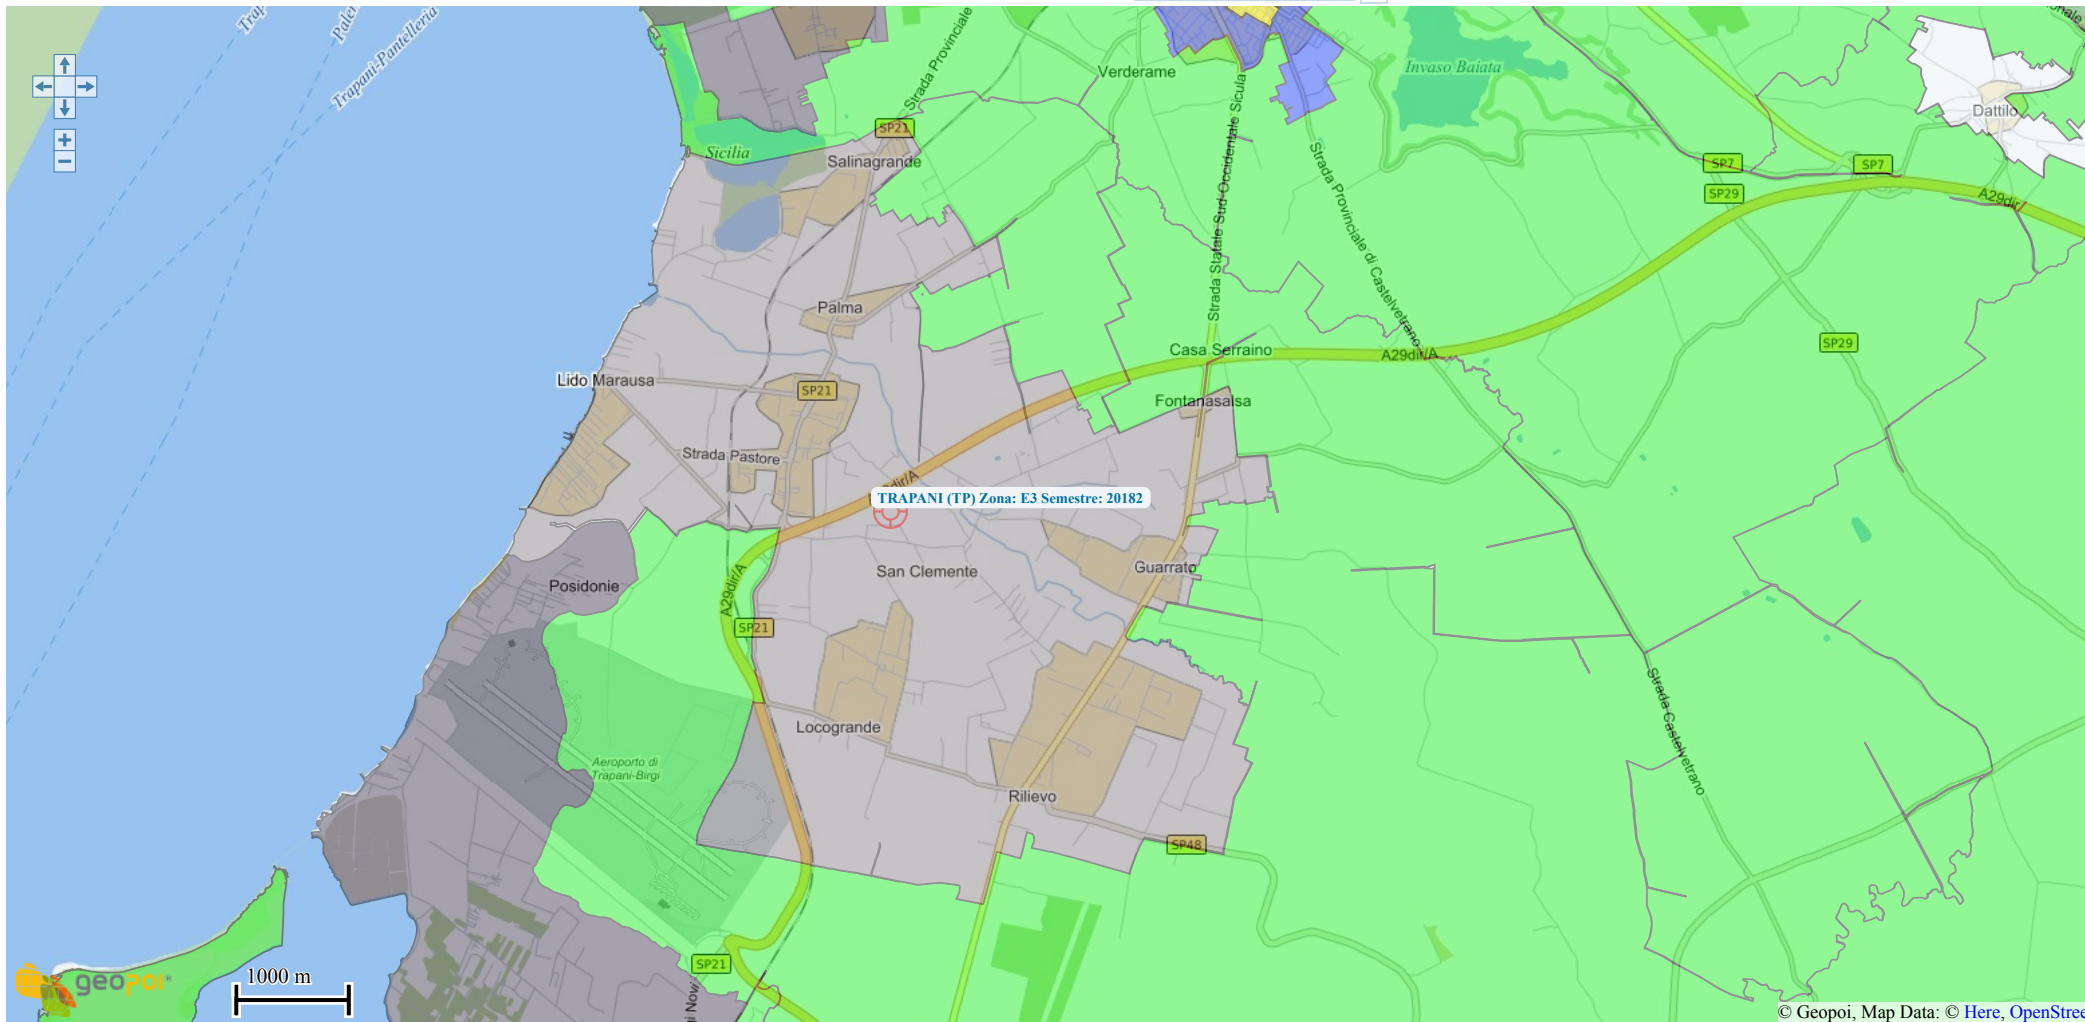 Trapani-Pantelleria
Strada Provinciale
Verderame
Invaso Baiata
Dattilo
SP21
Sicilia
Salinagrande
SP7
SP7
SP29
A29dir/
Strada Statale Sud-Occidentale Sicula
Strada Provinciale di Castelvetrano
Palma
SP29
Casa Serraino
A29dir/A
Lido Marausa
SP21
Fontanasalsa
Strada Pastore
dir/A
TRAPANI (TP) Zona: E3 Semestre: 20182
San Clemente
Guarrato
Posidonie
A29dir/A
SP21
Strada Castelvetrano
Locogrande
Aeroporto di
Trapani-Birgi
Rilievo
SP48
SP21
gi Novi
geopoi
1000 m
© Geopoi, Map Data: © Here, OpenStree